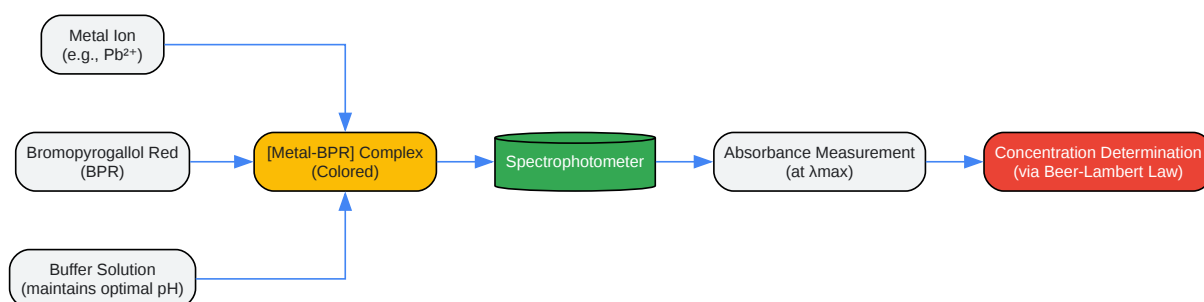 Metal Ion
(e.g., Pb²⁺)
Bromopyrogallol Red
(BPR)
[Metal-BPR] Complex
(Colored)
Spectrophotometer
Absorbance Measurement
(at λmax)
Concentration Determination
(via Beer-Lambert Law)
Buffer Solution
(maintains optimal pH)